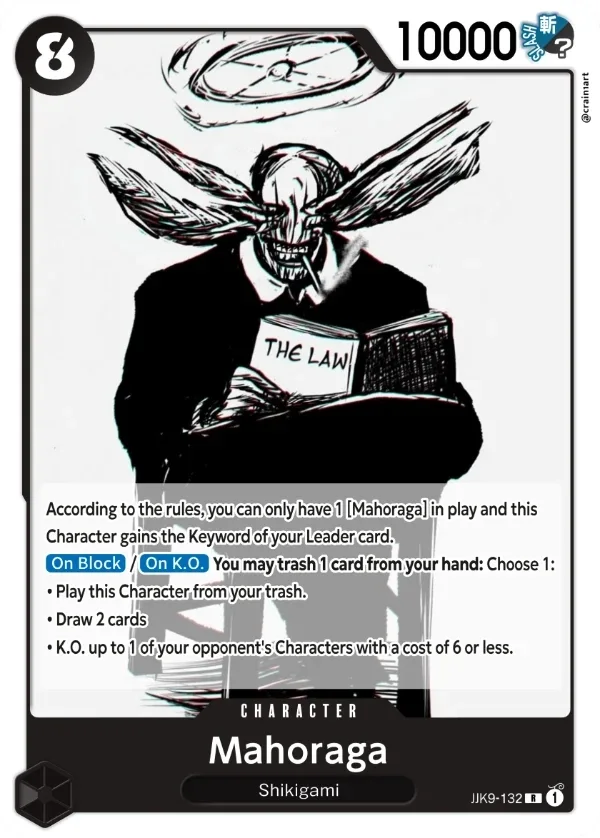 8
10000
斬
SLASH
?
@crain1art
THE LAW
According to the rules, you can only have 1 [Mahoraga] in play and this
Character gains the Keyword of your Leader card.
On Block / On K.O. You may trash 1 card from your hand: Choose 1:
• Play this Character from your trash.
• Draw 2 cards
• K.O. up to 1 of your opponent's Characters with a cost of 6 or less.
CHARACTER
Mahoraga
Shikigami
JJK9-132 R 1